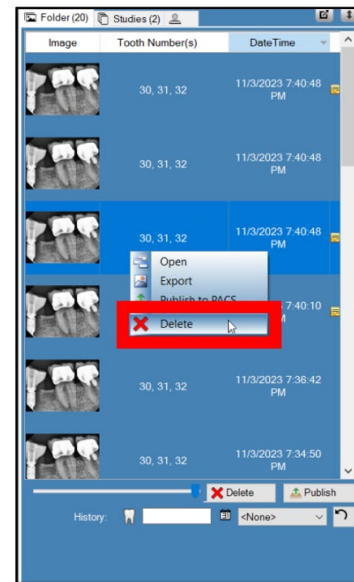 Folder (20) Studies (2)
Image Tooth Number(s) DateTime
30, 31, 32 11/3/2023 7:40:48
PM
30, 31, 32 11/3/2023 7:40:48
PM
30, 31, 32 11/3/2023 7:40:48
PM
Open
Export
Publish to PACS
7:40:10
Delete
30, 31, 32 11/3/2023 7:36:42
PM
30, 31, 32 11/3/2023 7:34:50
PM
Delete Publish
History: <None>